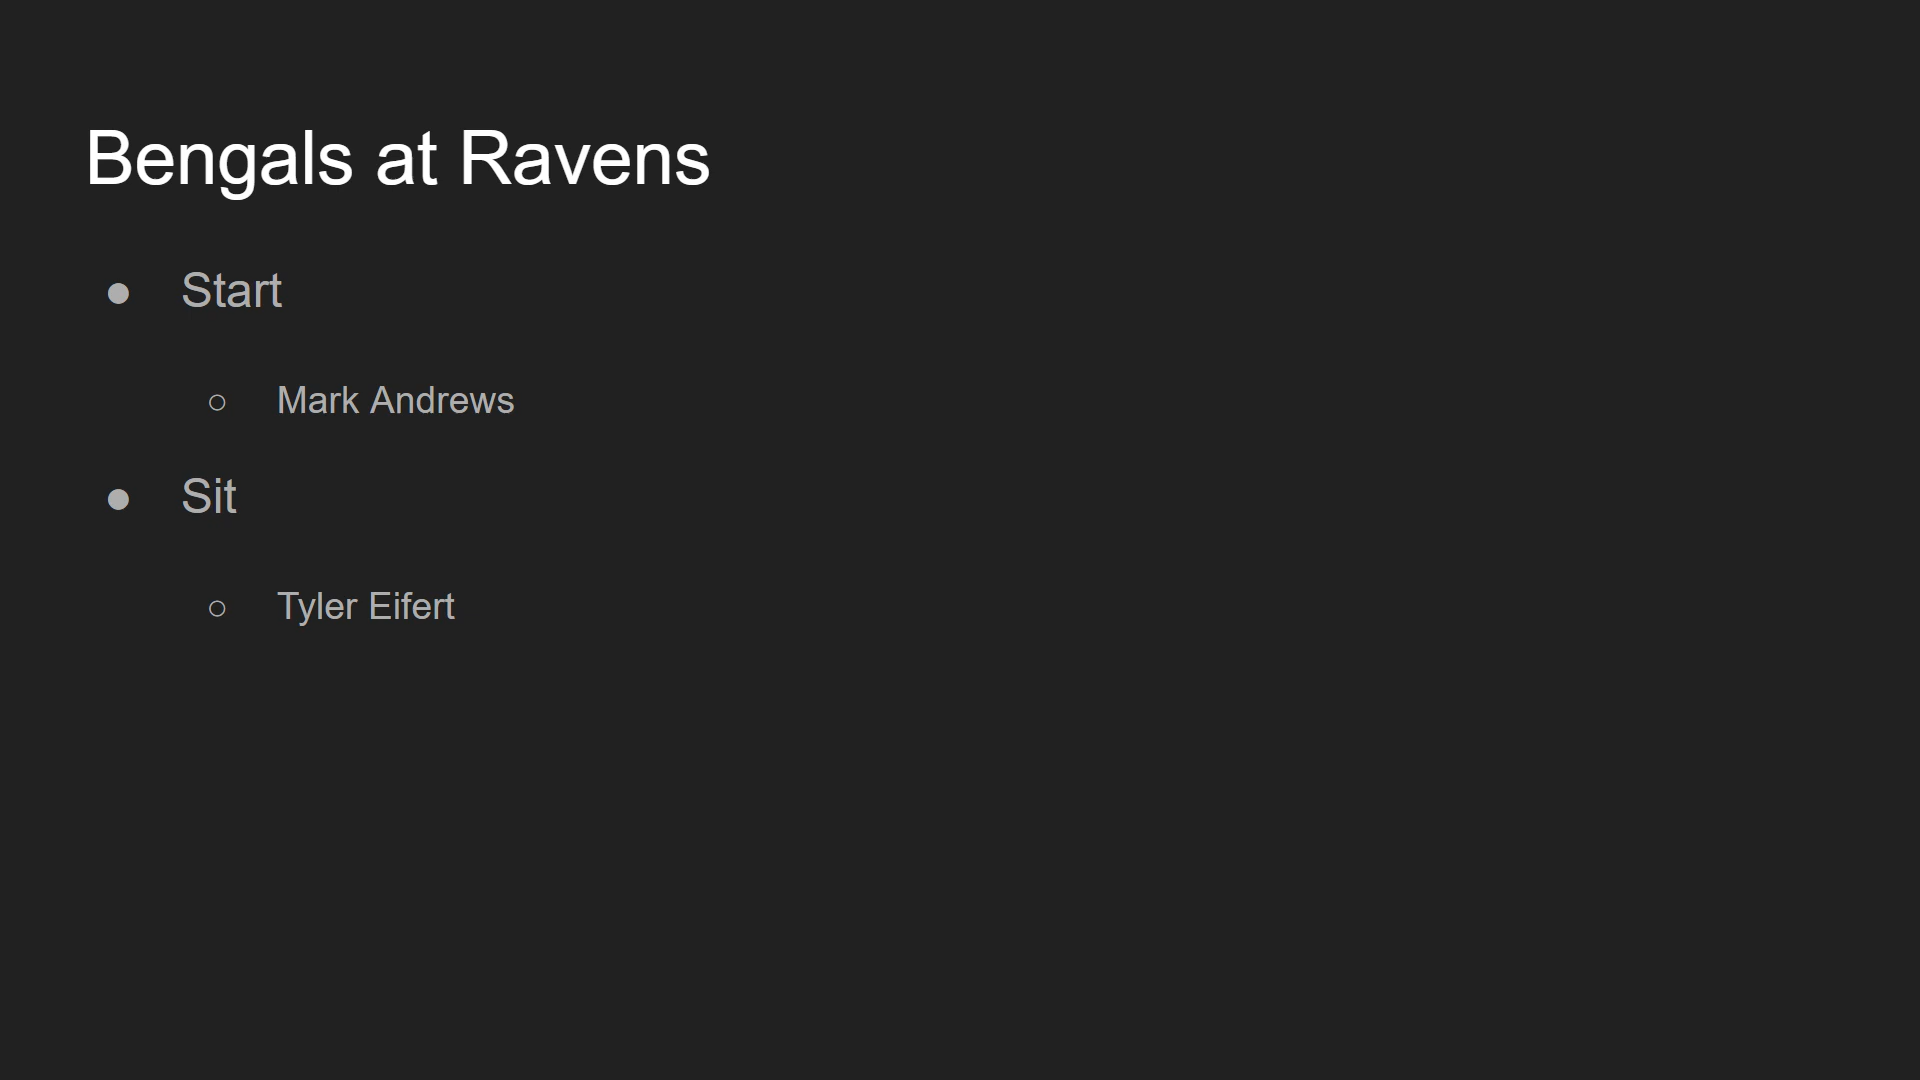 Bengals at Ravens
● Start
○ Mark Andrews
● Sit
○ Tyler Eifert